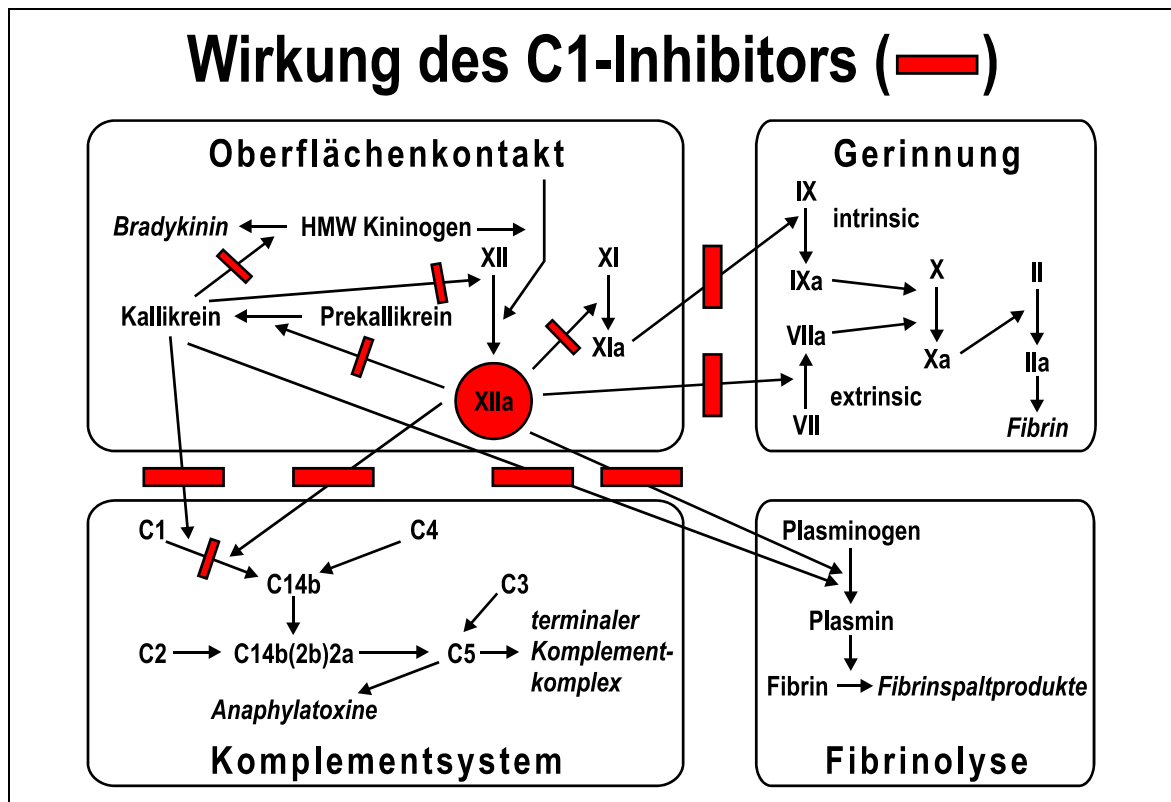 Wirkung des C1-Inhibitors ( )
Oberflächenkontakt
Bradykinin
HMW Kininogen
XII
XI
Kallikrein
Prekallikrein
XIa
XIIa
Gerinnung
IX
intrinsic
IXa
X
II
VIIa
Xa
IIa
extrinsic
VII
Fibrin
C1
C4
C14b
C3
C2
C14b(2b)2a
C5
terminaler
Komplement-
komplex
Anaphylatoxine
Komplementsystem
Plasminogen
Plasmin
Fibrin
Fibrinspaltprodukte
Fibrinolyse